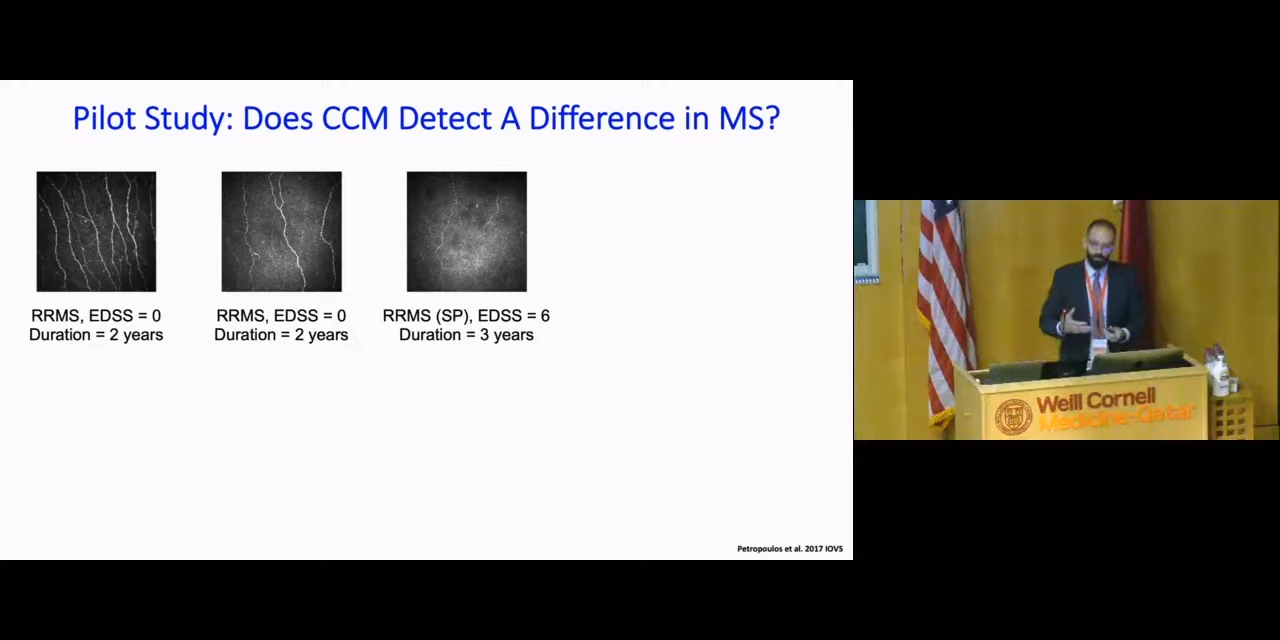 Pilot Study: Does CCM Detect A Difference in MS?
RRMS, EDSS = 0
Duration = 2 years
RRMS, EDSS = 0
Duration = 2 years
RRMS (SP), EDSS = 6
Duration = 3 years
Petropoulos et al. 2017 IOVS
Weill Cornell
Medicine-Qatar